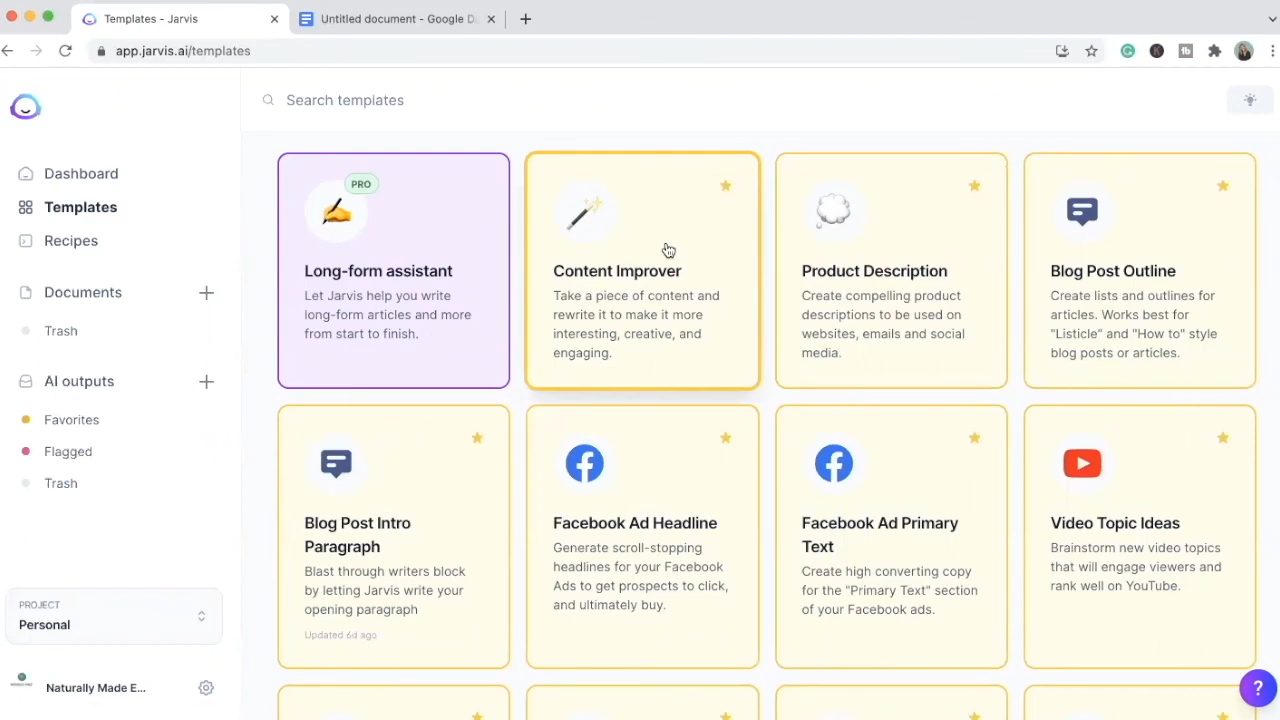 Templates - Jarvis
Untitled document - Google D
app.jarvis.ai/templates
Search templates
Dashboard
Templates
Recipes
Documents
Trash
AI outputs
Favorites
Flagged
Trash
PROJECT
Personal
Naturally Made E...
PRO
Long-form assistant
Let Jarvis help you write
long-form articles and more
from start to finish.
Content Improver
Take a piece of content and
rewrite it to make it more
interesting, creative, and
engaging.
Product Description
Create compelling product
descriptions to be used on
websites, emails and social
media.
Blog Post Outline
Create lists and outlines for
articles. Works best for
"Listicle" and "How to" style
blog posts or articles.
Blog Post Intro
Paragraph
Blast through writers block
by letting Jarvis write your
opening paragraph
Updated 6d ago
Facebook Ad Headline
Generate scroll-stopping
headlines for your Facebook
Ads to get prospects to click,
and ultimately buy.
Facebook Ad Primary
Text
Create high converting copy
for the "Primary Text" section
of your Facebook ads.
Video Topic Ideas
Brainstorm new video topics
that will engage viewers and
rank well on YouTube.
?